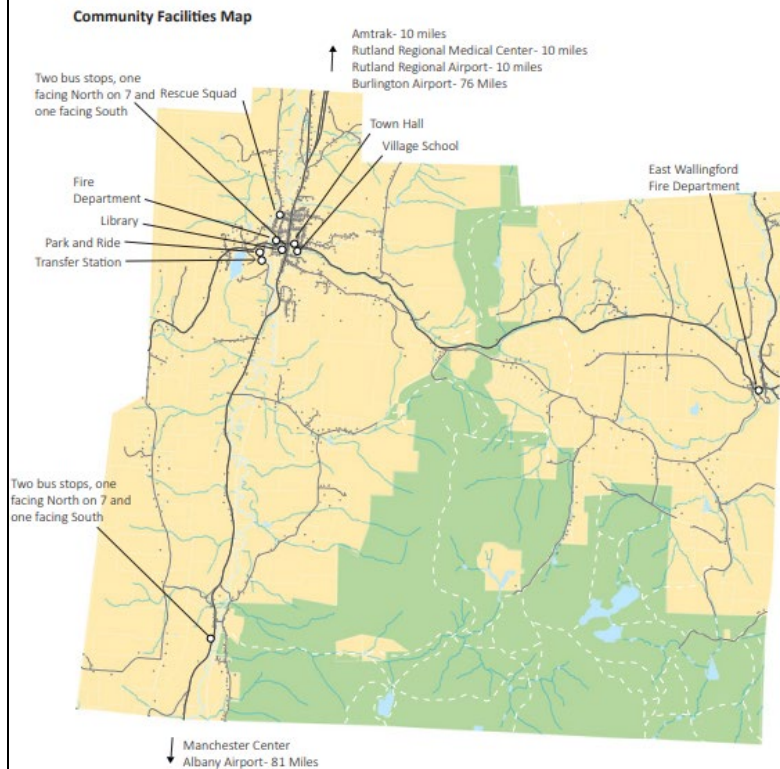 Community Facilities Map
Amtrak- 10 miles
Rutland Regional Medical Center- 10 miles
Rutland Regional Airport- 10 miles
Burlington Airport- 76 Miles
Two bus stops, one
facing North on 7 and
one facing South
Rescue Squad
Town Hall
Village School
East Wallingford
Fire Department
Fire
Department
Library
Park and Ride
Transfer Station
Two bus stops, one
facing North on 7 and
one facing South
Manchester Center
Albany Airport- 81 Miles